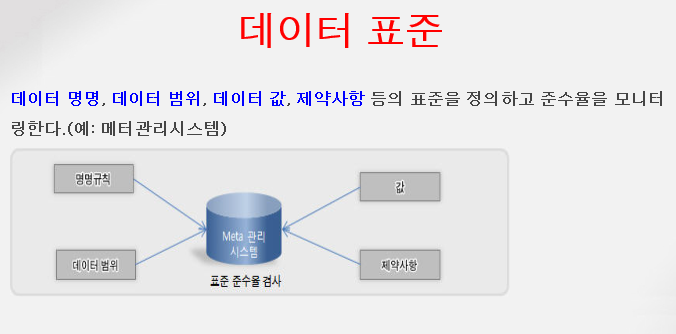 데이터 표준
데이터 명명, 데이터 범위, 데이터 값, 제약사항 등의 표준을 정의하고 준수율을 모니터
링한다.(예: 메터관리시스템)
명명규칙
값
Meta 관리
시스템
데이터 범위
제약사항
표준 준수율 검사